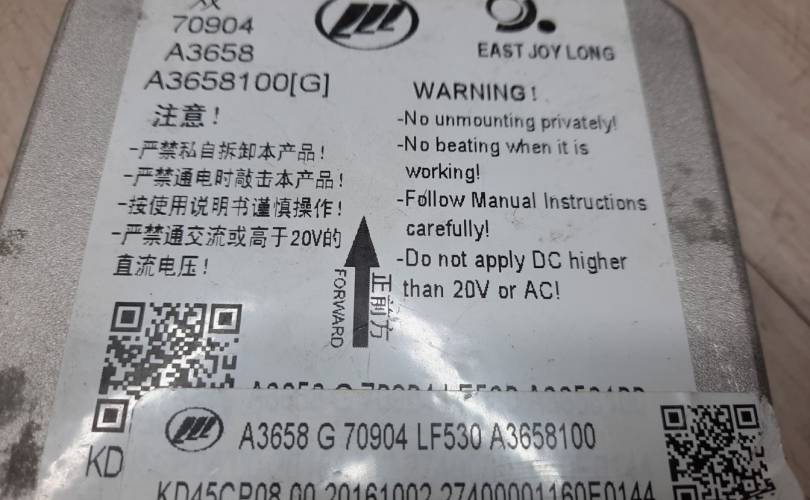 70904
A3658
A3658100[G]
EAST JOY LONG
注意！
-严禁私自拆卸本产品！
-严禁通电时敲击本产品！
-按使用说明书谨慎操作！
-严禁通交流或高于20V的
直流电压！
WARNING!
-No unmounting privately!
-No beating when it is
working!
-Follow Manual Instructions
carefully!
-Do not apply DC higher
than 20V or AC!
FORWARD
正前方
KD
A3658 G 70904 LF530 A3658100
KD45CP08 00 20161002 27400001160E0144